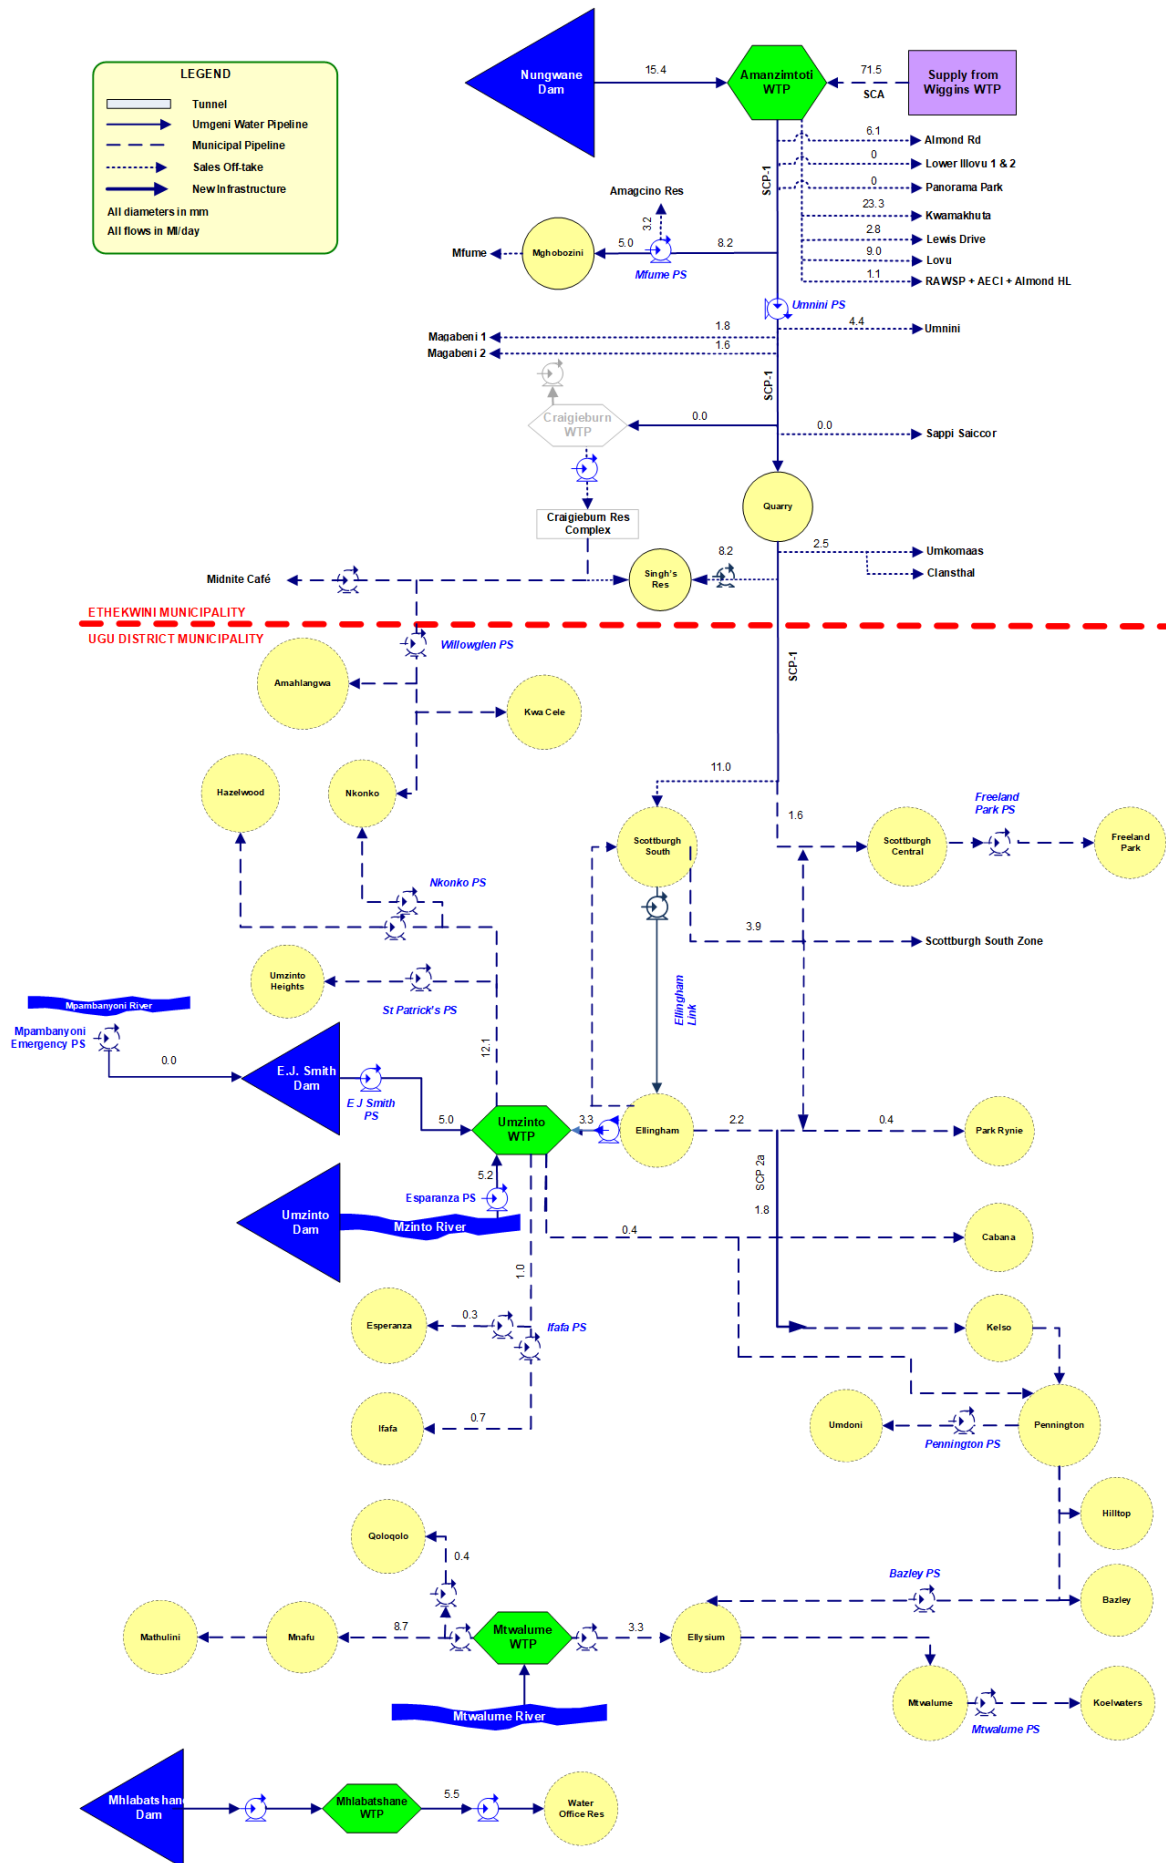 LEGEND
Tunnel
Umgeni Water Pipeline
Municipal Pipeline
Sales Off-take
New Infrastructure
All diameters in mm
All flows in Ml/day
Nungwane
Dam
15.4
Amanzimtoti
WTP
71.5
SCA
Supply from
Wiggins WTP
6.1
Almond Rd
0
Lower Illovu 1 & 2
0
Panorama Park
23.3
Kwamakhuta
2.8
Lewis Drive
9.0
Lovu
1.1
RAWSP + AECI + Almond HL
SCP-1
Amagcino Res
3.2
Mfume
Mghobozini
5.0
8.2
Mfume PS
Umnini PS
1.8
4.4
Umnini
Magabeni 1
1.6
Magabeni 2
SCP-1
Craigieburn
WTP
0.0
0.0
Sappi Saiccor
Quarry
Craigieburn Res
Complex
8.2
2.5
Umkomaas
Clansthal
Midnite Café
Singh's
Res
ETHEKWINI MUNICIPALITY
UGU DISTRICT MUNICIPALITY
Willowglen PS
SCP-1
Amahlangwa
Kwa Cele
Hazelwood
Nkonko
11.0
1.6
Freeland
Park PS
Scottburgh
South
Scottburgh
Central
Freeland
Park
Nkonko PS
3.9
Scottburgh South Zone
Umzinto
Heights
St Patrick's PS
Ellingham
Link
Mpambanyoni River
Mpambanyoni
Emergency PS
0.0
12.1
E.J. Smith
Dam
E J Smith
PS
5.0
Umzinto
WTP
3.3
Ellingham
2.2
0.4
Park Rynie
5.2
SCP 2a
Esparanza PS
1.8
Umzinto
Dam
Mzinto River
0.4
Cabana
1.0
Esperanza
0.3
Ifafa PS
Kelso
Ifafa
0.7
Umdoni
Pennington
Pennington PS
Hilltop
Qoloqolo
0.4
Bazley PS
Bazley
Mathulini
Mnafu
8.7
Mtwalume
WTP
3.3
Ellysium
Mtwalume River
Mtwalume
Koelwaters
Mtwalume PS
Mhlabatshane
Dam
Mhlabatshane
WTP
5.5
Water
Office Res